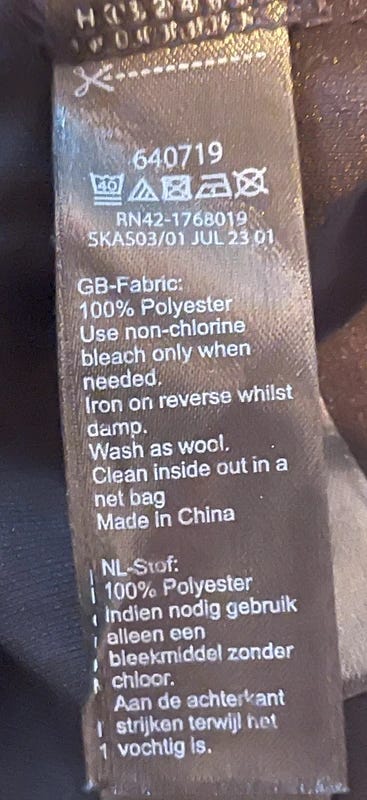 640719
40
RN42-1768019
5KAS03/01 JUL 23 01
GB-Fabric:
100% Polyester
Use non-chlorine
bleach only when
needed.
Iron on reverse whilst
damp.
Wash as wool.
Clean inside out in a
net bag
Made in China
NL-Stof:
100% Polyester
Indien nodig gebruik
alleen een
bleekmiddel zonder
chloor.
Aan de achterkant
strijken terwijl het
vochtig is.